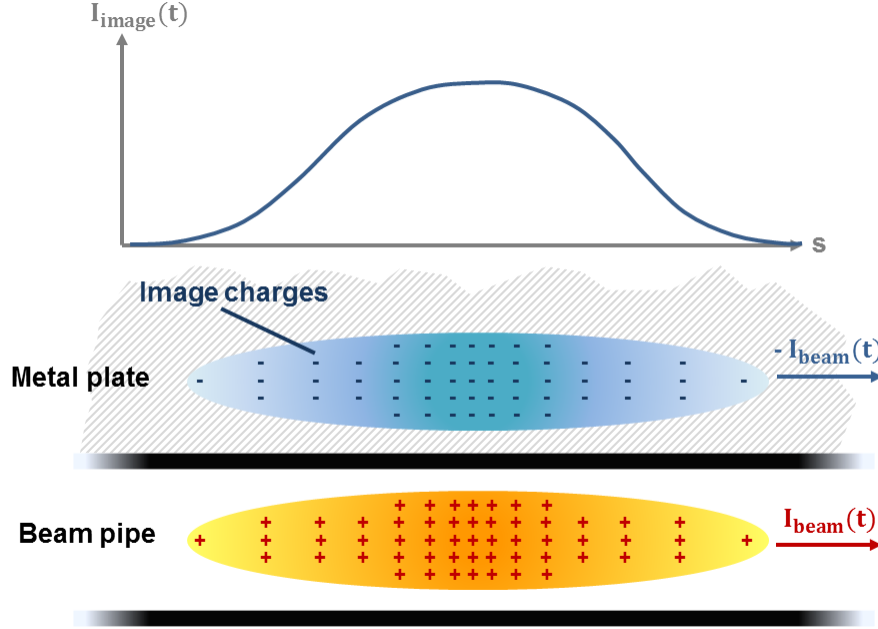 I_image(t)
s
Image charges
- I_beam(t)
Metal plate
I_beam(t)
Beam pipe